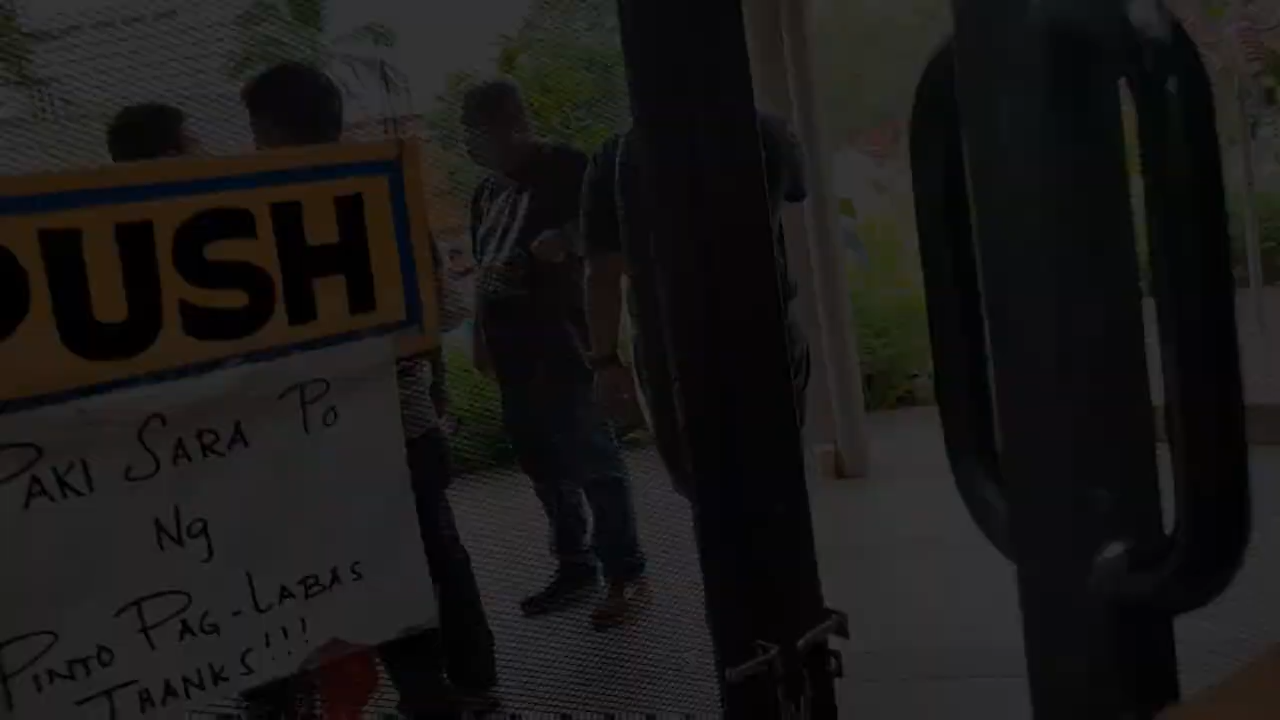 PUSH
PAKI SARA PO
Ng
PINTO PAG-LABAS
THANKS!!!